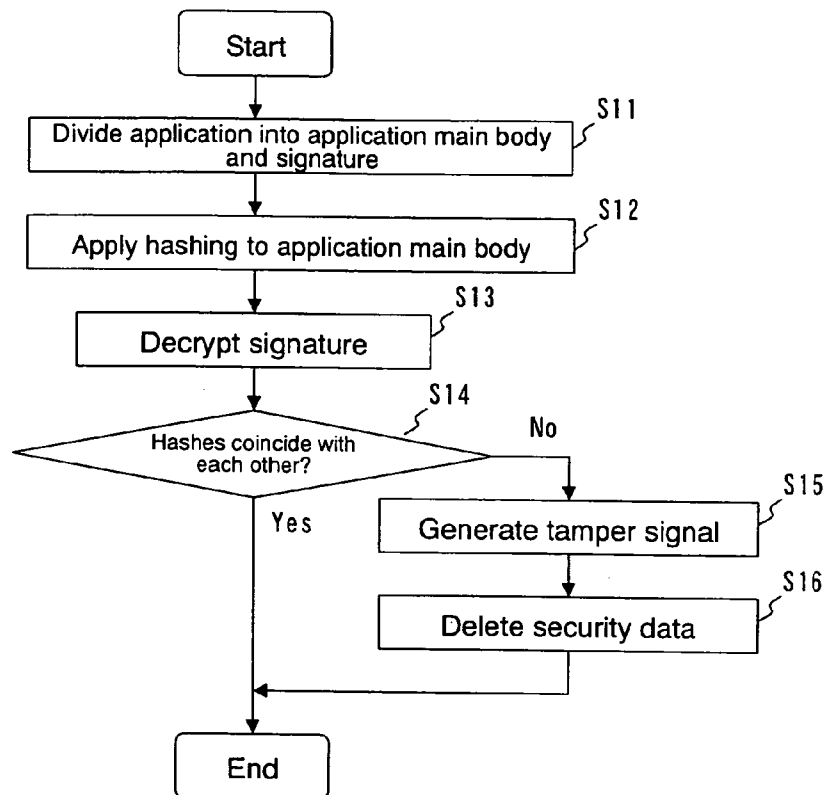 Start
S11
Divide application into application main body
and signature
S12
Apply hashing to application main body
S13
Decrypt signature
S14
Hashes coincide with
each other?
No
Yes
S15
Generate tamper signal
S16
Delete security data
End